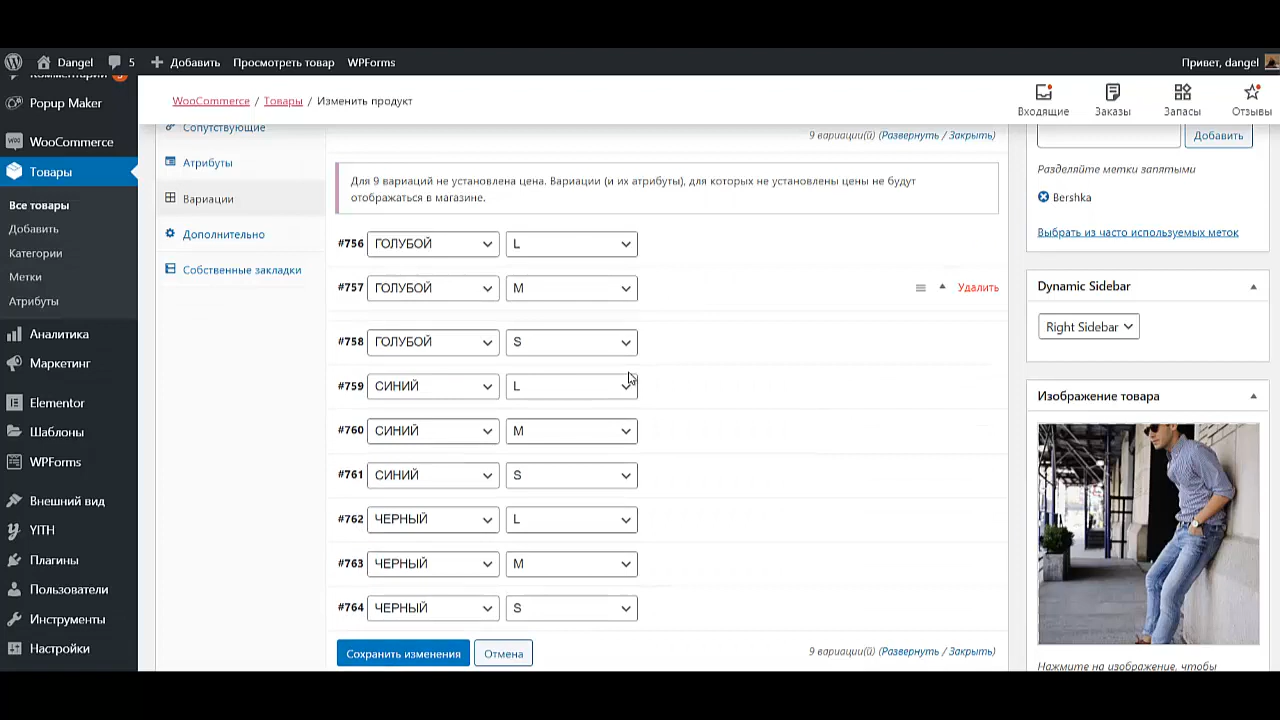 Dangel
5
Добавить
Просмотреть товар
WPForms
Привет, dangel
Комментарии
Popup Maker
WooCommerce
Товары
Все товары
Добавить
Категории
Метки
Атрибуты
Аналитика
Маркетинг
Elementor
Шаблоны
WPForms
Внешний вид
YITH
Плагины
Пользователи
Инструменты
Настройки
WooCommerce / Товары / Изменить продукт
Входящие
Заказы
Запасы
Отзывы
Сопутствующие
Атрибуты
Вариации
Дополнительно
Собственные закладки
9 вариации(й) (Развернуть / Закрыть)
Для 9 вариаций не установлена цена. Вариации (и их атрибуты), для которых не установлены цены не будут
отображаться в магазине.
#756 ГОЛУБОЙ L
#757 ГОЛУБОЙ M Удалить
#758 ГОЛУБОЙ S
#759 СИНИЙ L
#760 СИНИЙ M
#761 СИНИЙ S
#762 ЧЕРНЫЙ L
#763 ЧЕРНЫЙ M
#764 ЧЕРНЫЙ S
Сохранить изменения
Отмена
9 вариации(й) (Развернуть / Закрыть)
Добавить
Разделяйте метки запятыми
Bershka
Выбрать из часто используемых меток
Dynamic Sidebar
Right Sidebar
Изображение товара
Нажмите на изображение, чтобы